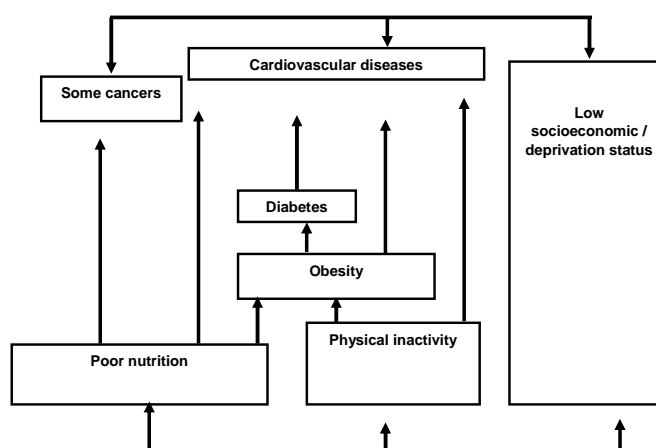 Cardiovascular diseases
Some cancers
Low
socioeconomic /
deprivation status
Diabetes
Obesity
Physical inactivity
Poor nutrition